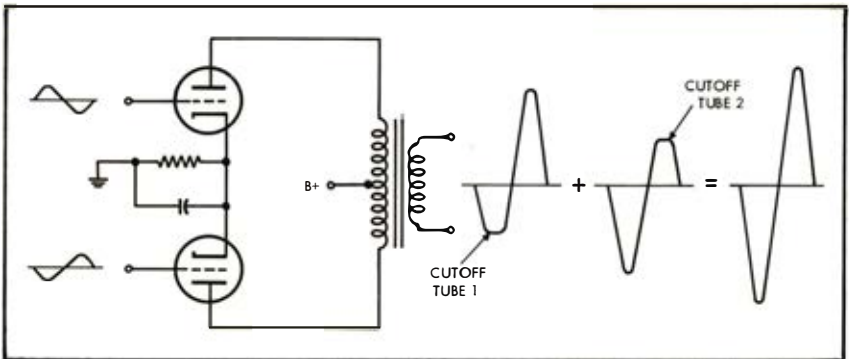 B+
CUTOFF
TUBE 1
+
CUTOFF
TUBE 2
=